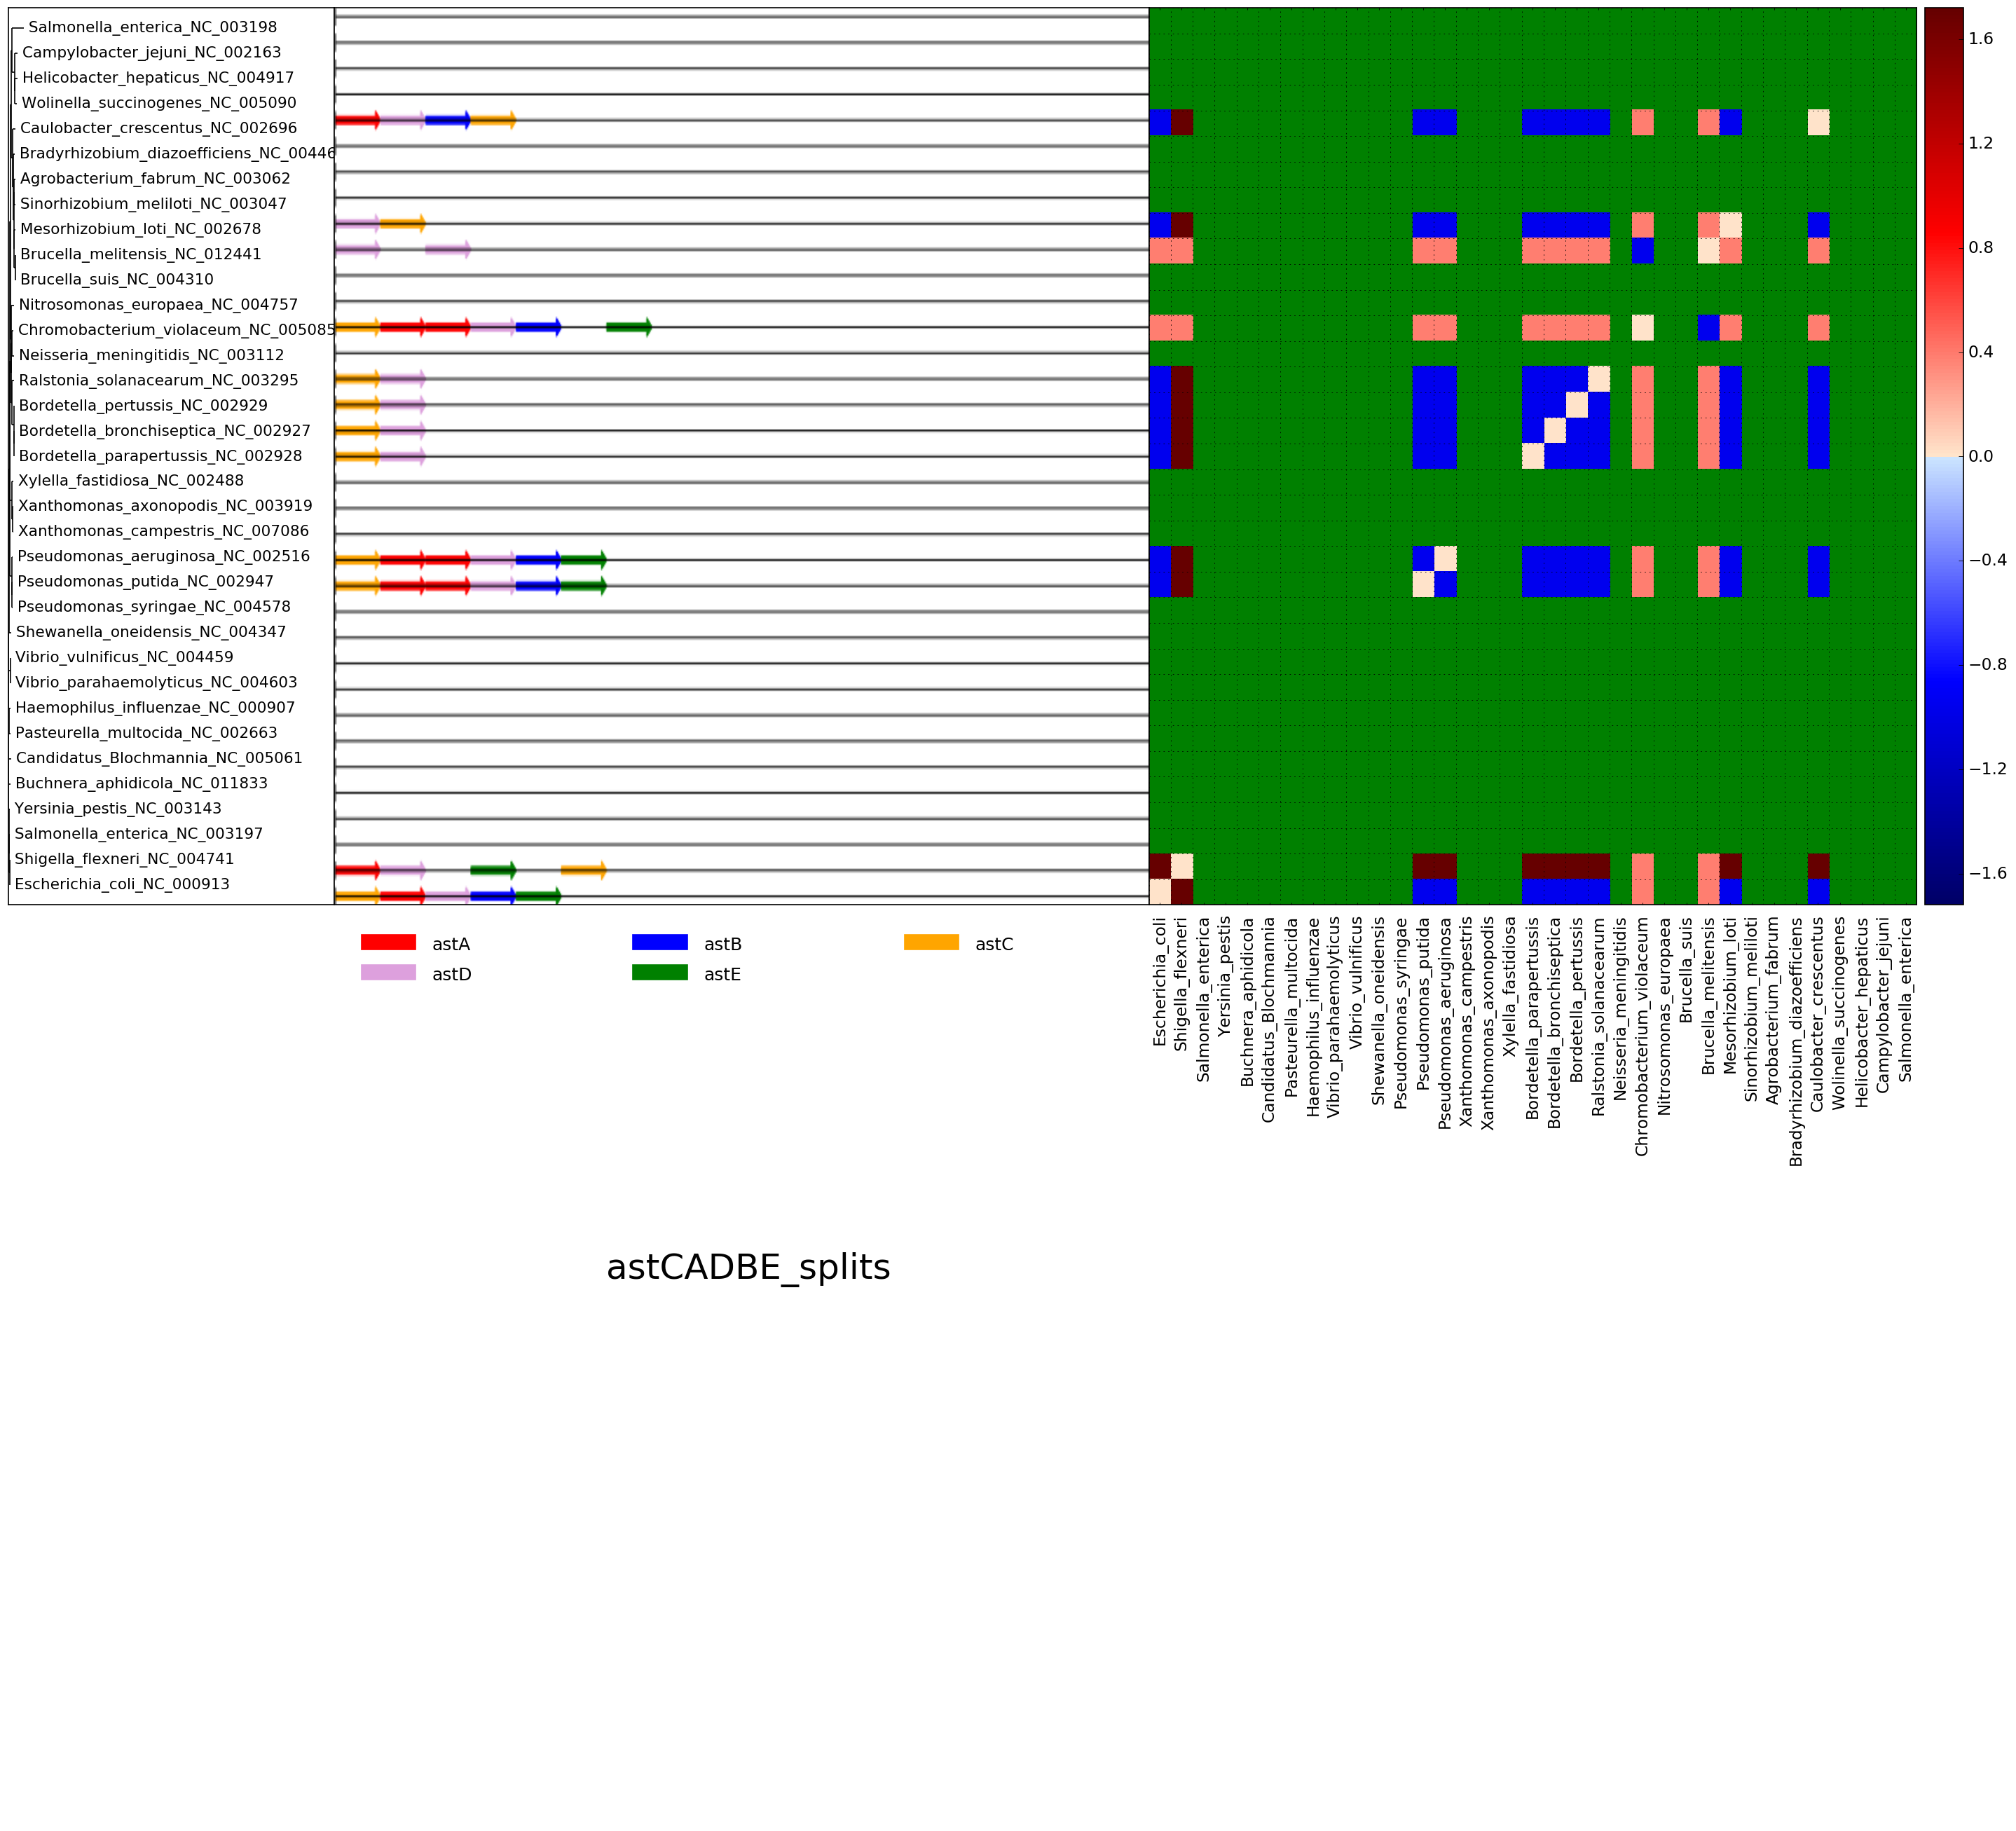 Salmonella_enterica_NC_003198
Campylobacter_jejuni_NC_002163
Helicobacter_hepaticus_NC_004917
Wolinella_succinogenes_NC_005090
Caulobacter_crescentus_NC_002696
Bradyrhizobium_diazoefficiens_NC_00446
Agrobacterium_fabrum_NC_003062
Sinorhizobium_meliloti_NC_003047
Mesorhizobium_loti_NC_002678
Brucella_melitensis_NC_012441
Brucella_suis_NC_004310
Nitrosomonas_europaea_NC_004757
Chromobacterium_violaceum_NC_005085
Neisseria_meningitidis_NC_003112
Ralstonia_solanacearum_NC_003295
Bordetella_pertussis_NC_002929
Bordetella_bronchiseptica_NC_002927
Bordetella_parapertussis_NC_002928
Xylella_fastidiosa_NC_002488
Xanthomonas_axonopodis_NC_003919
Xanthomonas_campestris_NC_007086
Pseudomonas_aeruginosa_NC_002516
Pseudomonas_putida_NC_002947
Pseudomonas_syringae_NC_004578
Shewanella_oneidensis_NC_004347
Vibrio_vulnificus_NC_004459
Vibrio_parahaemolyticus_NC_004603
Haemophilus_influenzae_NC_000907
Pasteurella_multocida_NC_002663
Candidatus_Blochmannia_NC_005061
Buchnera_aphidicola_NC_011833
Yersinia_pestis_NC_003143
Salmonella_enterica_NC_003197
Shigella_flexneri_NC_004741
Escherichia_coli_NC_000913
1.6
1.2
0.8
0.4
0.0
−0.4
−0.8
−1.2
−1.6
Escherichia_coli
Shigella_flexneri
Salmonella_enterica
Yersinia_pestis
Buchnera_aphidicola
Candidatus_Blochmannia
Pasteurella_multocida
Haemophilus_influenzae
Vibrio_parahaemolyticus
Vibrio_vulnificus
Shewanella_oneidensis
Pseudomonas_syringae
Pseudomonas_putida
Pseudomonas_aeruginosa
Xanthomonas_campestris
Xanthomonas_axonopodis
Xylella_fastidiosa
Bordetella_parapertussis
Bordetella_bronchiseptica
Bordetella_pertussis
Ralstonia_solanacearum
Neisseria_meningitidis
Chromobacterium_violaceum
Nitrosomonas_europaea
Brucella_suis
Brucella_melitensis
Mesorhizobium_loti
Sinorhizobium_meliloti
Agrobacterium_fabrum
Bradyrhizobium_diazoefficiens
Caulobacter_crescentus
Wolinella_succinogenes
Helicobacter_hepaticus
Campylobacter_jejuni
Salmonella_enterica
astA astB astC
astD astE
astCADBE_splits